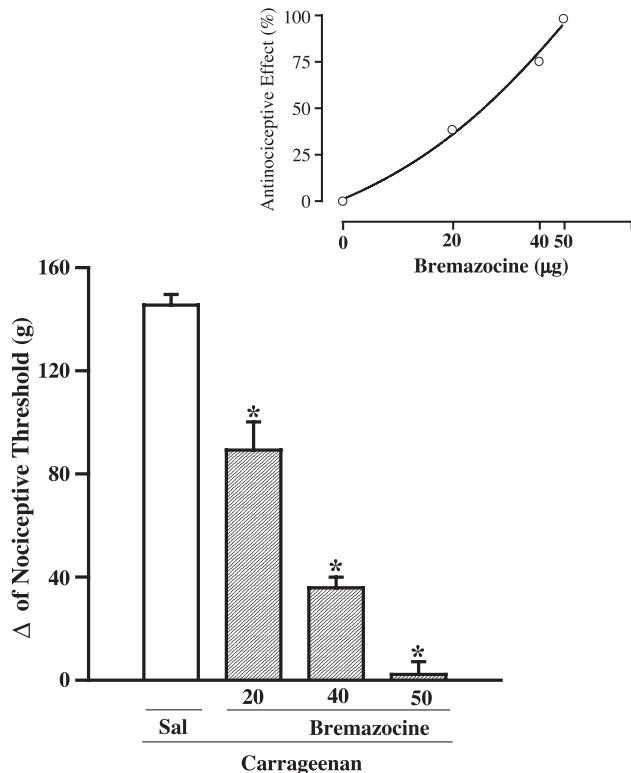 Antinociceptive Effect (%)
100
75
50
25
0
0 20 40 50
Bremazocine (μg)
Δ of Nociceptive Threshold (g)
160
120
80
40
0
*
*
*
20 40 50
Sal Bremazocine
Carrageenan